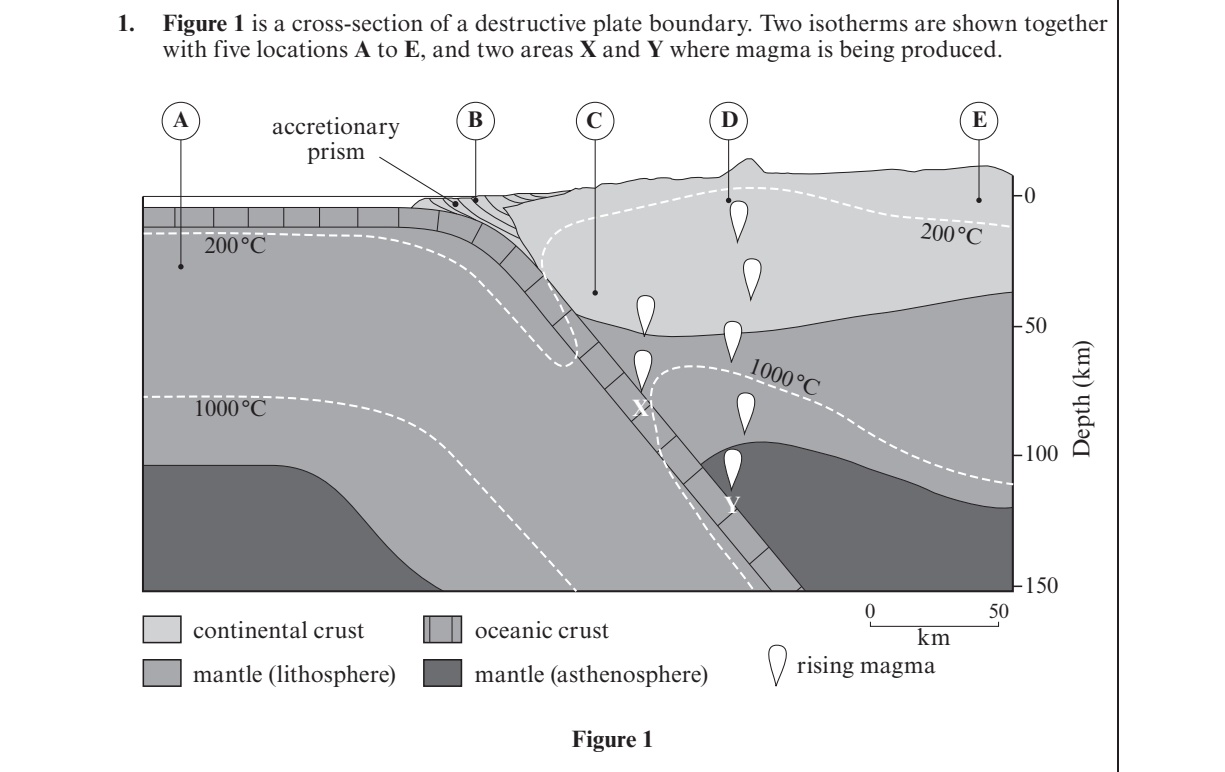 1. Figure 1 is a cross-section of a destructive plate boundary. Two isotherms are shown together
with five locations A to E, and two areas X and Y where magma is being produced.
A
accretionary
prism
B
C
D
E
0
200°C
200°C
50
1000°C
1000°C
X
Depth (km)
100
Y
150
continental crust
oceanic crust
0 50
km
mantle (lithosphere)
mantle (asthenosphere)
rising magma
Figure 1